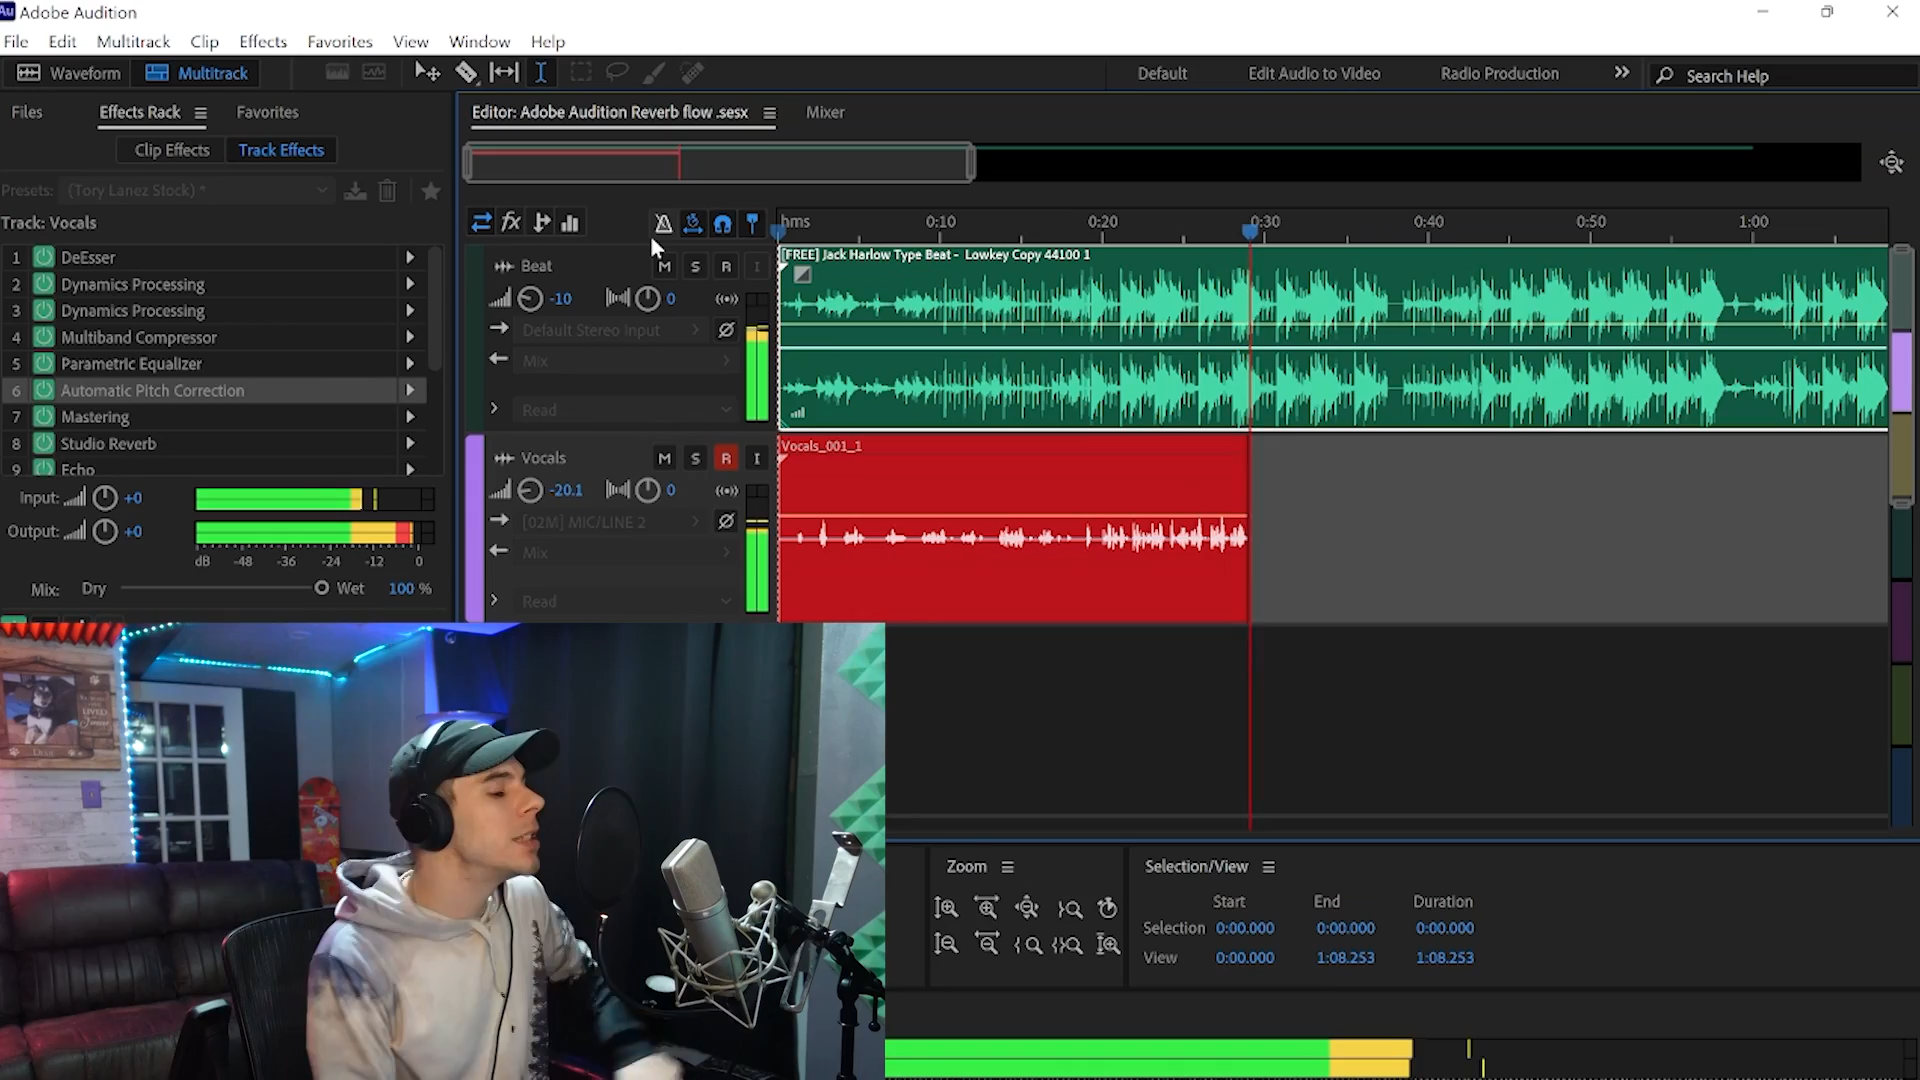 Au Adobe Audition
File Edit Multitrack Clip Effects Favorites View Window Help
Waveform Multitrack Default Edit Audio to Video Radio Production Search Help
Files Effects Rack Favorites Editor: Adobe Audition Reverb flow .sesx Mixer
Clip Effects Track Effects
Presets: (Tory Lanez Stock) *
Track: Vocals
1 DeEsser
2 Dynamics Processing
3 Dynamics Processing
4 Multiband Compressor
5 Parametric Equalizer
6 Automatic Pitch Correction
7 Mastering
8 Studio Reverb
9 Echo
Input: +0
Output: +0
dB -48 -36 -24 -12 0
Mix: Dry Wet 100 %
fx
hms 0:10 0:20 0:30 0:40 0:50 1:00
Beat M S R I
-10 0
Default Stereo Input
Mix
Read
[FREE] Jack Harlow Type Beat - Lowkey Copy 44100 1
Vocals M S R I
-20.1 0
[02M] MIC/LINE 2
Mix
Read
Vocals_001_1
LIVED
Forever
Zoom
Selection/View
Start End Duration
Selection 0:00.000 0:00.000 0:00.000
View 0:00.000 1:08.253 1:08.253